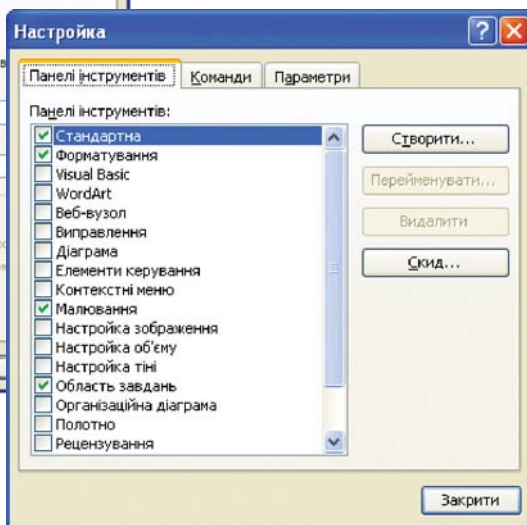 Настройка
Панелі інструментів Команди Параметри
Панелі інструментів:
Стандартна
Форматування
Visual Basic
WordArt
Веб-вузол
Виправлення
Діаграма
Елементи керування
Контекстні меню
Малювання
Настройка зображення
Настройка об'єму
Настройка тіні
Область завдань
Організаційна діаграма
Полотно
Рецензування
Створити...
Перейменувати...
Видалити
Скид...
Закрити